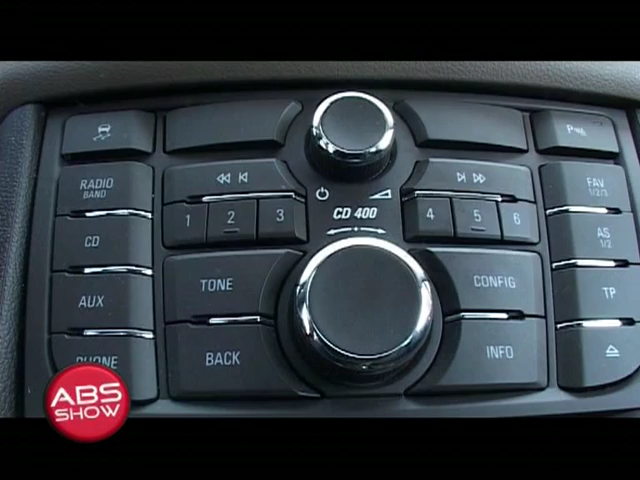 P
RADIO
BAND
1
2
3
CD 400
4
5
6
FAV
1/2/3
CD
AS
1/2
TONE
CONFIG
AUX
TP
BACK
INFO
PHONE
ABS
SHOW